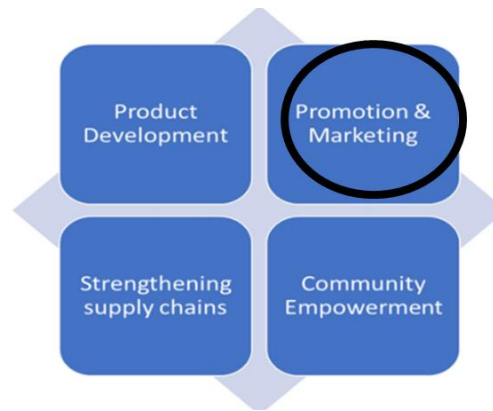 Product
Development
Promotion &
Marketing
Strengthening
supply chains
Community
Empowerment